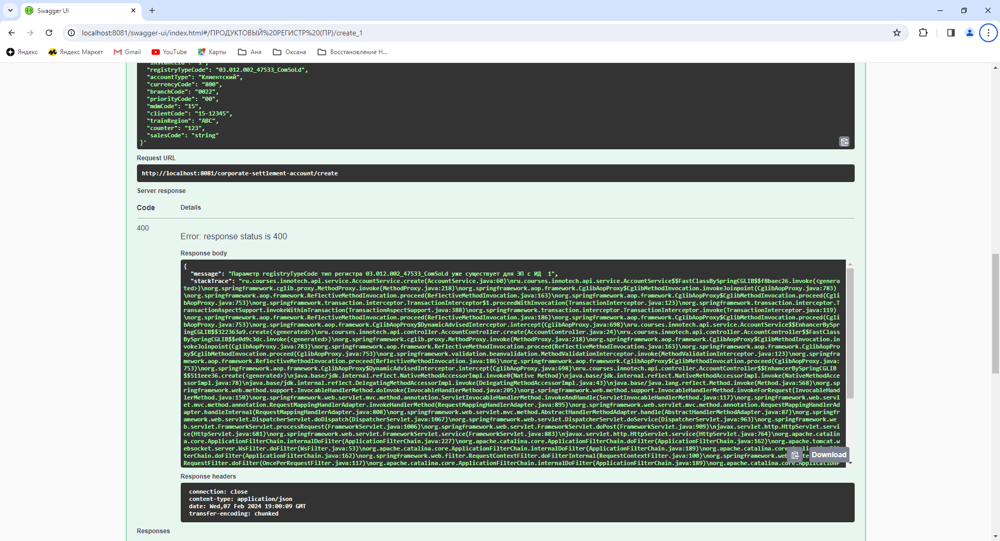 Swagger UI
localhost:8081/swagger-ui/index.html#/ПРОДУКТОВЫЙ%20РЕГИСТР%20(ПР)/create_1
Яндекс
Яндекс Маркет
Gmail
YouTube
Карты
Аня
Оксана
Восстановление Н...
"instanceId": "1",
"registryTypeCode": "03.012.002_47533_ComSoLd",
"accountType": "Клиентский",
"currencyCode": "800",
"branchCode": "0022",
"priorityCode": "00",
"mdmCode": "15",
"clientCode": "15-12345",
"trainRegion": "ABC",
"counter": "123",
"salesCode": "string"
}'
Request URL
http://localhost:8081/corporate-settlement-account/create
Server response
Code
Details
400
Error: response status is 400
Response body
{
"message": "Параметр registryTypeCode тип регистра 03.012.002_47533_ComSoLd уже существует для ЭП с ИД  1",
"stackTrace": "ru.courses.innotech.api.service.AccountService.create(AccountService.java:60)\nru.courses.innotech.api.service.AccountService$$FastClassBySpringCGLIB$$f8baec26.invoke(<genera
ted>)\norg.springframework.cglib.proxy.MethodProxy.invoke(MethodProxy.java:218)\norg.springframework.aop.framework.CglibAopProxy$CglibMethodInvocation.invokeJoinpoint(CglibAopProxy.java:783)
\norg.springframework.aop.framework.ReflectiveMethodInvocation.proceed(ReflectiveMethodInvocation.java:163)\norg.springframework.aop.framework.CglibAopProxy$CglibMethodInvocation.proceed(Cgli
bAopProxy.java:753)\norg.springframework.transaction.interceptor.TransactionInterceptor$1.proceedWithInvocation(TransactionInterceptor.java:123)\norg.springframework.transaction.interceptor.T
ransactionAspectSupport.invokeWithinTransaction(TransactionAspectSupport.java:388)\norg.springframework.transaction.interceptor.TransactionInterceptor.invoke(TransactionInterceptor.java:119)
\norg.springframework.aop.framework.ReflectiveMethodInvocation.proceed(ReflectiveMethodInvocation.java:186)\norg.springframework.aop.framework.CglibAopProxy$CglibMethodInvocation.proceed(Cgli
bAopProxy.java:753)\norg.springframework.aop.framework.CglibAopProxy$DynamicAdvisedInterceptor.intercept(CglibAopProxy.java:698)\nru.courses.innotech.api.service.AccountService$$EnhancerBySpr
ingCGLIB$$322363a9.create(<generated>)\nru.courses.innotech.api.controller.AccountController.create(AccountController.java:24)\nru.courses.innotech.api.controller.AccountController$$FastClass
BySpringCGLIB$$e0d9c3dc.invoke(<generated>)\norg.springframework.cglib.proxy.MethodProxy.invoke(MethodProxy.java:218)\norg.springframework.aop.framework.CglibAopProxy$CglibMethodInvocation.in
vokeJoinpoint(CglibAopProxy.java:783)\norg.springframework.aop.framework.ReflectiveMethodInvocation.proceed(ReflectiveMethodInvocation.java:163)\norg.springframework.aop.framework.CglibAopPro
xy$CglibMethodInvocation.proceed(CglibAopProxy.java:753)\norg.springframework.validation.beanvalidation.MethodValidationInterceptor.invoke(MethodValidationInterceptor.java:123)\norg.springfra
mework.aop.framework.ReflectiveMethodInvocation.proceed(ReflectiveMethodInvocation.java:186)\norg.springframework.aop.framework.CglibAopProxy$CglibMethodInvocation.proceed(CglibAopProxy.java:
753)\norg.springframework.aop.framework.CglibAopProxy$DynamicAdvisedInterceptor.intercept(CglibAopProxy.java:698)\nru.courses.innotech.api.controller.AccountController$$EnhancerBySpringCGLIB
$$511eee36.create(<generated>)\njava.base/jdk.internal.reflect.NativeMethodAccessorImpl.invoke0(Native Method)\njava.base/jdk.internal.reflect.NativeMethodAccessorImpl.invoke(NativeMethodAcce
ssorImpl.java:78)\njava.base/jdk.internal.reflect.DelegatingMethodAccessorImpl.invoke(DelegatingMethodAccessorImpl.java:43)\njava.base/java.lang.reflect.Method.invoke(Method.java:568)\norg.sp
ringframework.web.method.support.InvocableHandlerMethod.doInvoke(InvocableHandlerMethod.java:205)\norg.springframework.web.method.support.InvocableHandlerMethod.invokeForRequest(InvocableHand
lerMethod.java:150)\norg.springframework.web.servlet.mvc.method.annotation.ServletInvocableHandlerMethod.invokeAndHandle(ServletInvocableHandlerMethod.java:117)\norg.springframework.web.servl
et.mvc.method.annotation.RequestMappingHandlerAdapter.invokeHandlerMethod(RequestMappingHandlerAdapter.java:895)\norg.springframework.web.servlet.mvc.method.annotation.RequestMappingHandlerAd
apter.handleInternal(RequestMappingHandlerAdapter.java:808)\norg.springframework.web.servlet.mvc.method.AbstractHandlerMethodAdapter.handle(AbstractHandlerMethodAdapter.java:87)\norg.springfr
amework.web.servlet.DispatcherServlet.doDispatch(DispatcherServlet.java:1067)\norg.springframework.web.servlet.DispatcherServlet.doService(DispatcherServlet.java:963)\norg.springframework.we
b.servlet.FrameworkServlet.processRequest(FrameworkServlet.java:1006)\norg.springframework.web.servlet.FrameworkServlet.doPost(FrameworkServlet.java:909)\njavax.servlet.http.HttpServlet.servi
ce(HttpServlet.java:681)\norg.springframework.web.servlet.FrameworkServlet.service(FrameworkServlet.java:883)\njavax.servlet.http.HttpServlet.service(HttpServlet.java:764)\norg.apache.catalin
a.core.ApplicationFilterChain.internalDoFilter(ApplicationFilterChain.java:227)\norg.apache.catalina.core.ApplicationFilterChain.doFilter(ApplicationFilterChain.java:162)\norg.apache.tomcat.w
ebsocket.server.WsFilter.doFilter(WsFilter.java:53)\norg.apache.catalina.core.ApplicationFilterChain.internalDoFilter(ApplicationFilterChain.java:189)\norg.apache.catalina.core
terChain.doFilter(ApplicationFilterChain.java:162)\norg.springframework.web.filter.RequestContextFilter.doFilterInternal(RequestContextFilter.java:100)\norg.springframework.web
RequestFilter.doFilter(OncePerRequestFilter.java:117)\norg.apache.catalina.core.ApplicationFilterChain.internalDoFilter(ApplicationFilterChain.java:189)\norg.apache.catalina.core.ApplicationF
Download
Response headers
connection: close
content-type: application/json
date: Wed,07 Feb 2024 19:00:09 GMT
transfer-encoding: chunked
Responses